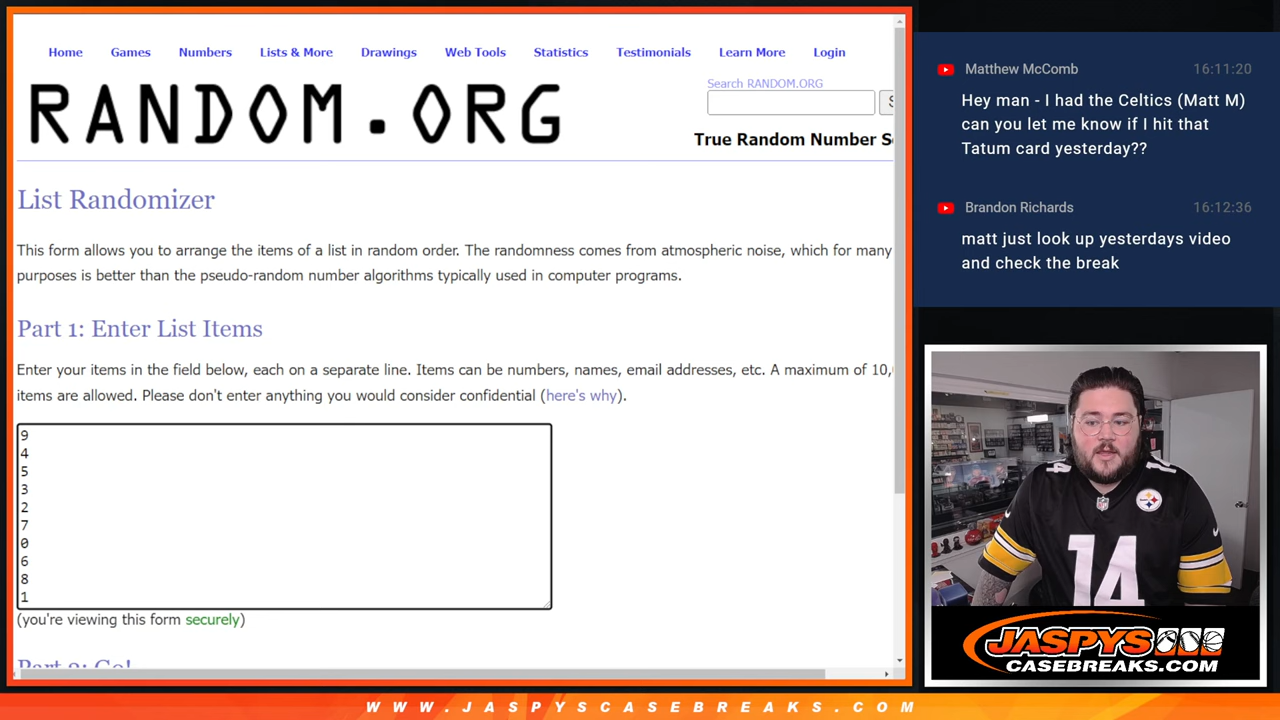 Home Games Numbers Lists & More Drawings Web Tools Statistics Testimonials Learn More Login
RANDOM.ORG
Search RANDOM.ORG
True Random Number S
List Randomizer
This form allows you to arrange the items of a list in random order. The randomness comes from atmospheric noise, which for many
purposes is better than the pseudo-random number algorithms typically used in computer programs.
Part 1: Enter List Items
Enter your items in the field below, each on a separate line. Items can be numbers, names, email addresses, etc. A maximum of 10,
items are allowed. Please don't enter anything you would consider confidential (here's why).
9
4
5
3
2
7
0
6
8
1
(you're viewing this form securely)
Part 2: Go!
Matthew McComb 16:11:20
Hey man - I had the Celtics (Matt M)
can you let me know if I hit that
Tatum card yesterday??
Brandon Richards 16:12:36
matt just look up yesterdays video
and check the break
14
JASPYS
CASEBREAKS.COM
WWW.JASPYSCASEBREAKS.COM